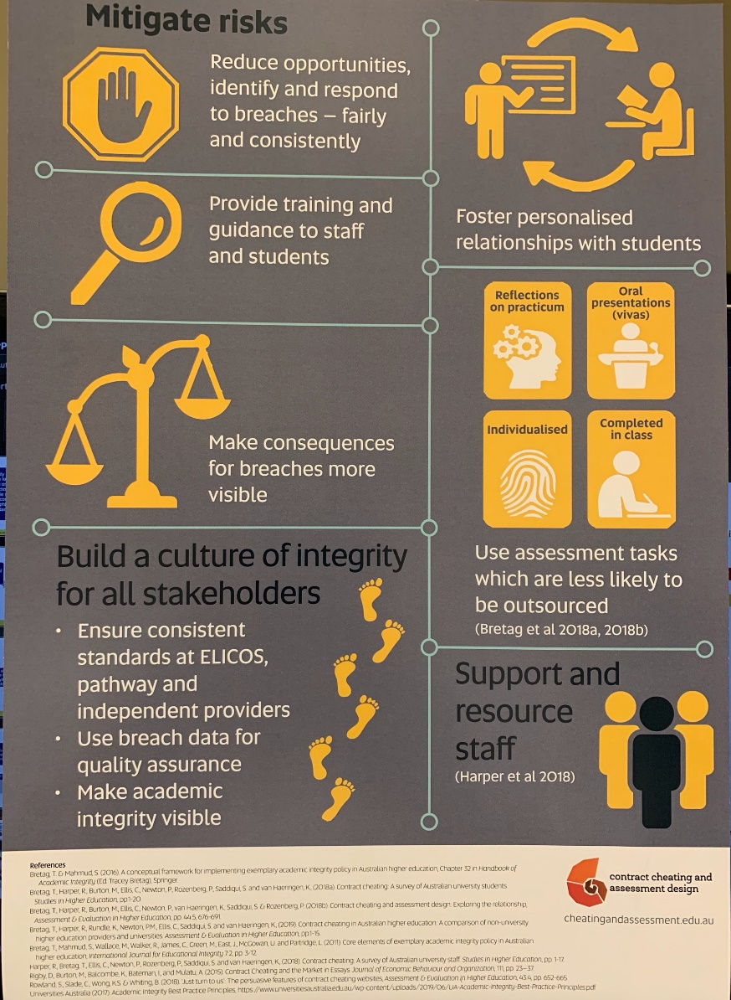 Mitigate risks
Reduce opportunities,
identify and respond
to breaches – fairly
and consistently
Provide training and
guidance to staff
and students
Make consequences
for breaches more
visible
Build a culture of integrity
for all stakeholders
• Ensure consistent
standards at ELICOS,
pathway and
independent providers
• Use breach data for
quality assurance
• Make academic
integrity visible
Foster personalised
relationships with students
Reflections
on practicum
Oral
presentations
(vivas)
Individualised
Completed
in class
Use assessment tasks
which are less likely to
be outsourced
(Bretag et al 2018a, 2018b)
Support and
resource
staff
(Harper et al 2018)
References
Bretag, T. & Mahmud, S. (2016). A conceptual framework for implementing exemplary academic integrity policy in Australian higher education, Chapter 32 in Handbook of
Academic Integrity (Ed. Tracey Bretag), Springer.
Bretag, T., Harper, R., Burton, M., Ellis, C., Newton, P., Rozenberg, P., Saddiqui, S. and van Haeringen, K., (2018a). Contract cheating: A survey of Australian university students
Studies in Higher Education, pp.1-20.
Bretag, T., Harper, R., Burton, M., Ellis, C., Newton, P., van Haeringen, K., Saddiqui, S. & Rozenberg, P. (2018b). Contract cheating and assessment design: Exploring the relationship,
Assessment & Evaluation in Higher Education, pp. 44:5, 676-691.
Bretag, T., Harper, R., Rundle, K., Newton, P.M., Ellis, C., Saddiqui, S. and van Haeringen, K., (2019). Contract cheating in Australian higher education: A comparison of non-university
higher education providers and universities. Assessment & Evaluation in Higher Education, pp.1-15.
Bretag, T., Mahmud, S., Wallace, M., Walker, R., James, C., Green, M., East, J., McGowan, U. and Partridge, L. (2011). Core elements of exemplary academic integrity policy in Australian
higher education, International Journal for Educational Integrity 7.2, pp. 3-12.
Harper, R., Bretag, T., Ellis, C., Newton, P., Rozenberg, P., Saddiqui, S. and van Haeringen, K., (2018). Contract cheating: A survey of Australian university staff. Studies in Higher Education, pp. 1-17.
Rigby, D., Burton, M., Balcombe, K., Bateman, I., and Mulatu, A. (2015). Contract Cheating and the Market in Essays. Journal of Economic Behaviour and Organization, 111, pp. 23–37.
Rowland, S., Slade, C., Wong, K.S. & Whiting, B. (2018). 'Just turn to us': The persuasive features of contract cheating websites, Assessment & Evaluation in Higher Education, 43:4, pp. 652-665.
Universities Australia (2017). Academic Integrity Best Practice Principles, https://www.universitiesaustralia.edu.au/wp-content/uploads/2019/06/UA-Academic-Integrity-Best-Practice-Principles.pdf
contract cheating and
assessment design
cheatingandassessment.edu.au